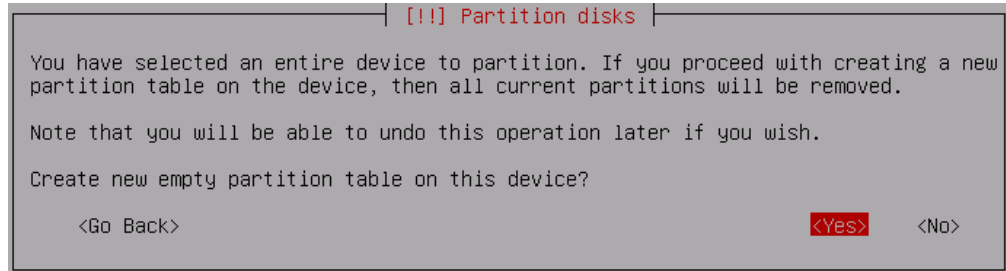 [!!] Partition disks
You have selected an entire device to partition. If you proceed with creating a new
partition table on the device, then all current partitions will be removed.
Note that you will be able to undo this operation later if you wish.
Create new empty partition table on this device?
<Go Back> <Yes> <No>